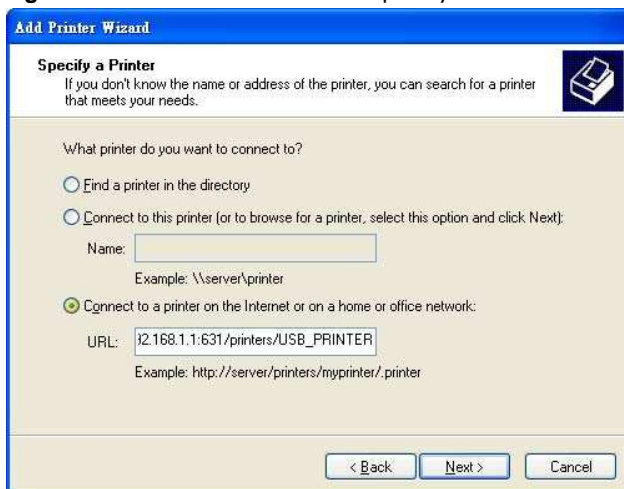 Add Printer Wizard
Specify a Printer
If you don't know the name or address of the printer, you can search for a printer
that meets your needs.
What printer do you want to connect to?
Find a printer in the directory
Connect to this printer (or to browse for a printer, select this option and click Next):
Name:
Example: \\server\printer
Connect to a printer on the Internet or on a home or office network:
URL: 2.168.1.1:631/printers/USB_PRINTER
Example: http://server/printers/myprinter/.printer
< Back Next > Cancel